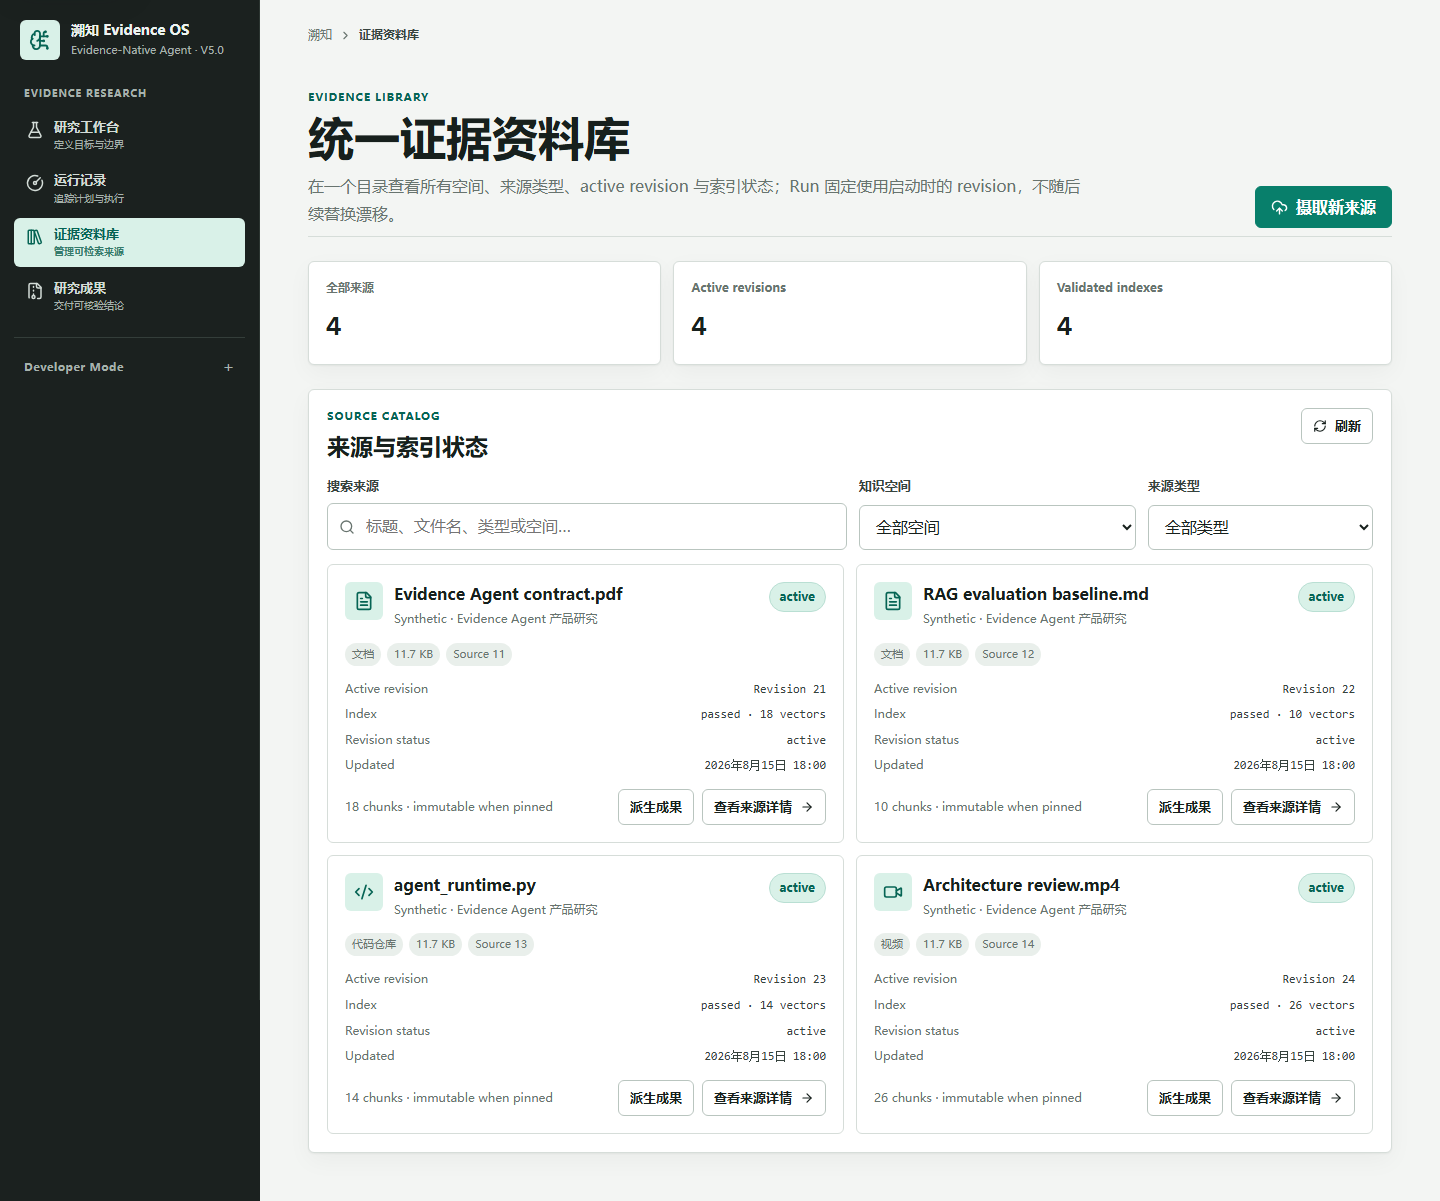 溯知 Evidence OS
Evidence-Native Agent · V5.0
EVIDENCE RESEARCH
研究工作台
定义目标与边界
运行记录
追踪计划与执行
证据资料库
管理可检索来源
研究成果
交付可核验结论
Developer Mode +
溯知 > 证据资料库
EVIDENCE LIBRARY
统一证据资料库
在一个目录查看所有空间、来源类型、active revision 与索引状态；Run 固定使用启动时的 revision，不随后
续替换漂移。
摄取新来源
全部来源
4
Active revisions
4
Validated indexes
4
SOURCE CATALOG
来源与索引状态
刷新
搜索来源
标题、文件名、类型或空间...
知识空间
全部空间
来源类型
全部类型
Evidence Agent contract.pdf
active
Synthetic · Evidence Agent 产品研究
文档 11.7 KB Source 11
Active revision Revision 21
Index passed · 18 vectors
Revision status active
Updated 2026年8月15日 18:00
18 chunks · immutable when pinned
派生成果
查看来源详情 →
RAG evaluation baseline.md
active
Synthetic · Evidence Agent 产品研究
文档 11.7 KB Source 12
Active revision Revision 22
Index passed · 10 vectors
Revision status active
Updated 2026年8月15日 18:00
10 chunks · immutable when pinned
派生成果
查看来源详情 →
agent_runtime.py
active
Synthetic · Evidence Agent 产品研究
代码仓库 11.7 KB Source 13
Active revision Revision 23
Index passed · 14 vectors
Revision status active
Updated 2026年8月15日 18:00
14 chunks · immutable when pinned
派生成果
查看来源详情 →
Architecture review.mp4
active
Synthetic · Evidence Agent 产品研究
视频 11.7 KB Source 14
Active revision Revision 24
Index passed · 26 vectors
Revision status active
Updated 2026年8月15日 18:00
26 chunks · immutable when pinned
派生成果
查看来源详情 →